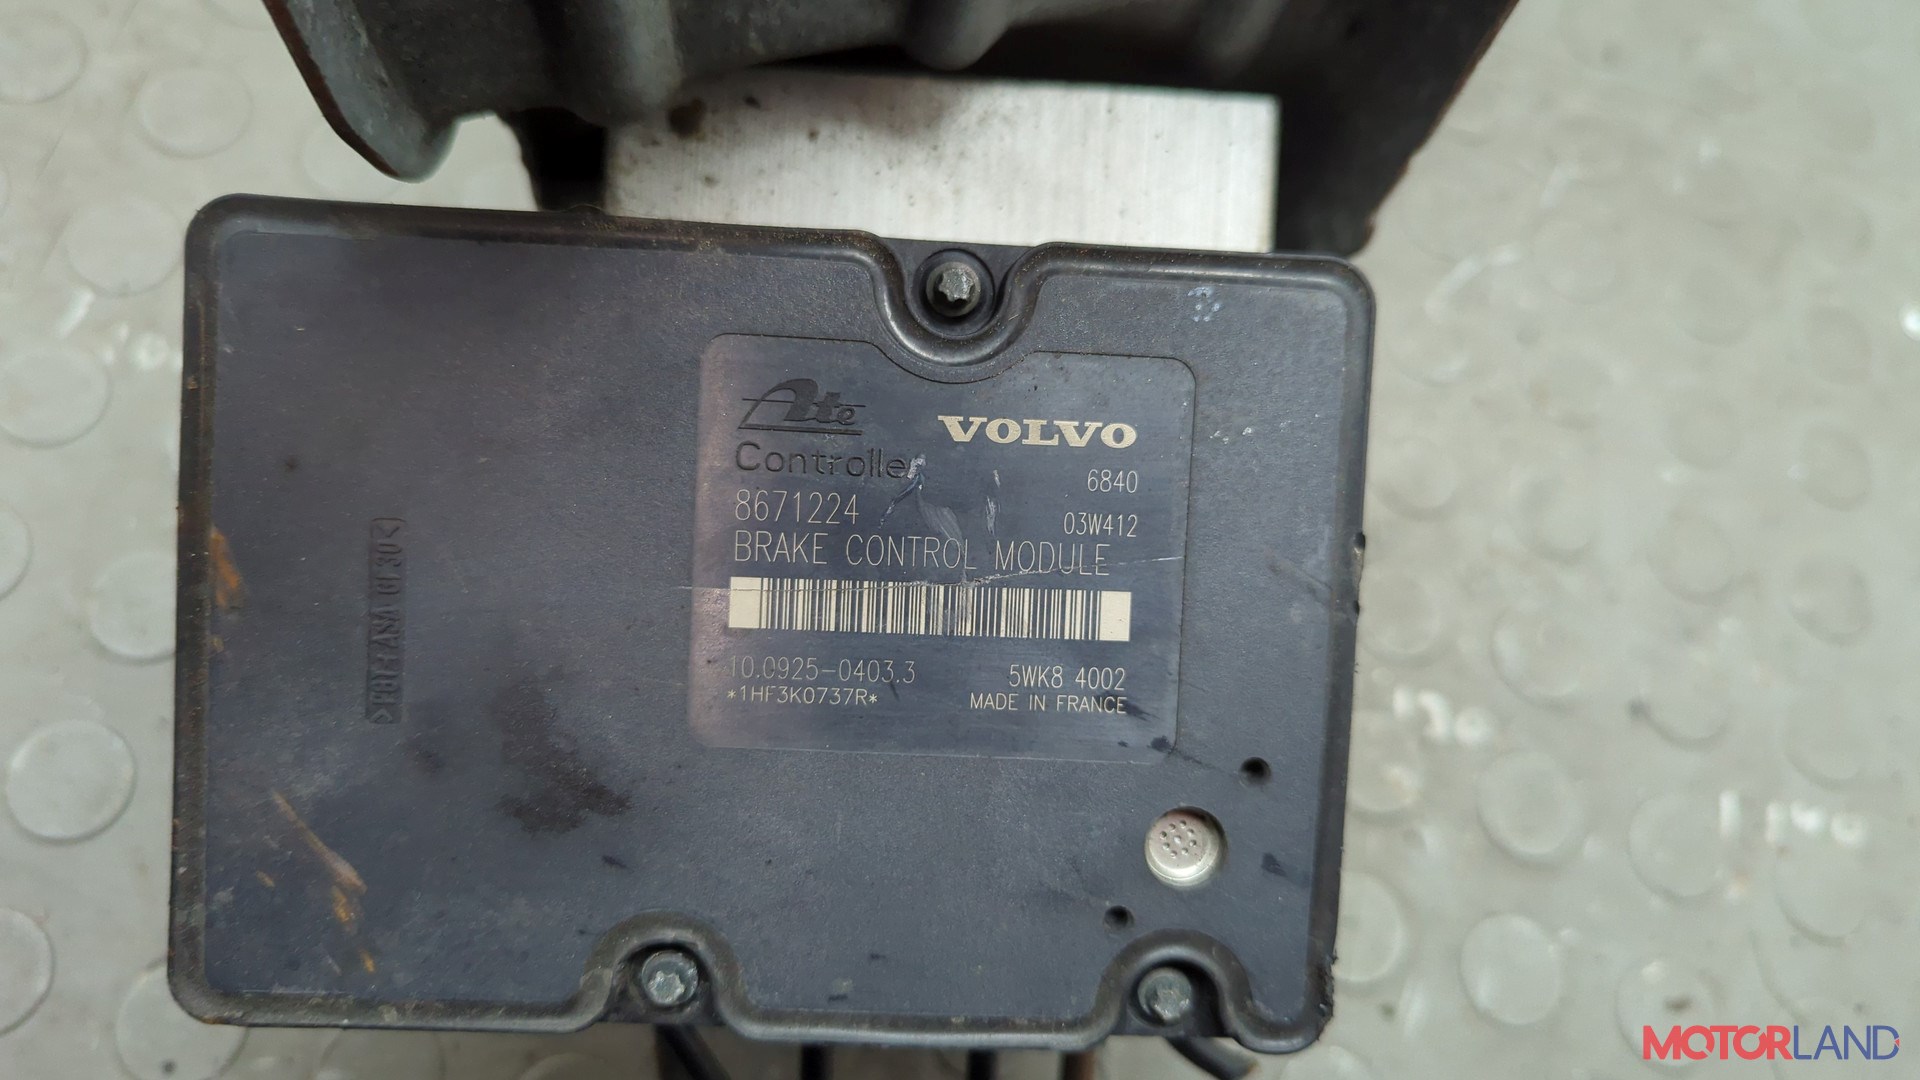 Ate
VOLVO
Controller
6840
8671224
03W412
BRAKE CONTROL MODULE
10.0925-0403.3
5WK8 4002
*1HF3K0737R*
MADE IN FRANCE
MOTORLAND